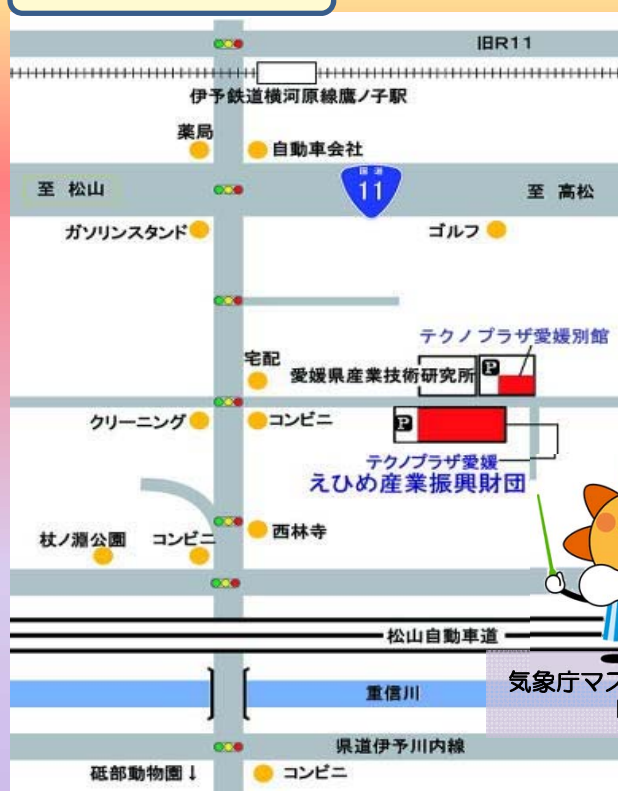 旧R11
伊予鉄道横河原線鷹ノ子駅
薬局
自動車会社
至 松山
国道
11
至 高松
ガソリンスタンド
ゴルフ
テクノプラザ愛媛別館
宅配
愛媛県産業技術研究所
P
クリーニング
コンビニ
P
テクノプラザ愛媛
えひめ産業振興財団
杖ノ淵公園
コンビニ
西林寺
松山自動車道
気象庁マス
重信川
県道伊予川内線
砥部動物園↓
コンビニ